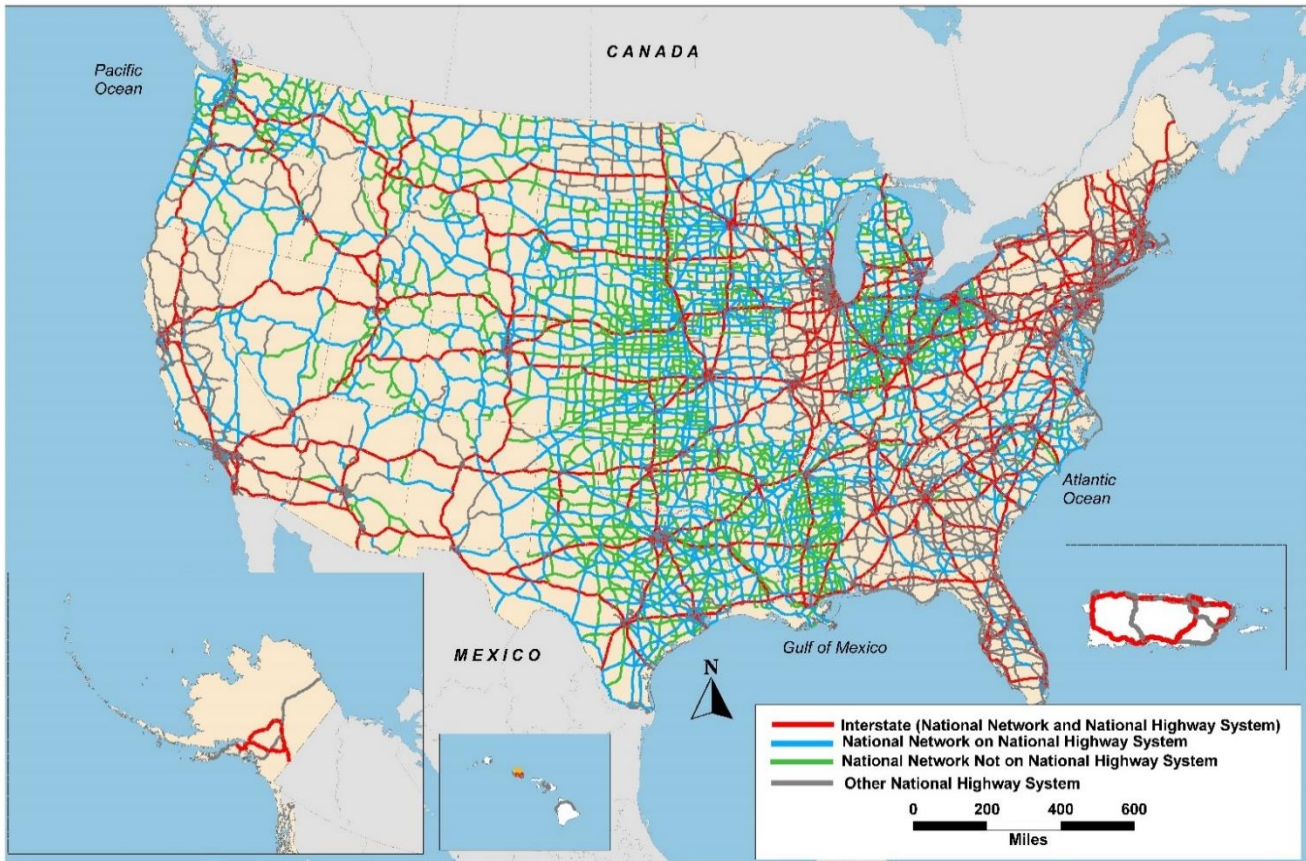 CANADA
Pacific
Ocean
Atlantic
Ocean
Gulf of Mexico
MEXICO
N
Interstate (National Network and National Highway System)
National Network on National Highway System
National Network Not on National Highway System
Other National Highway System
0 200 400 600
Miles